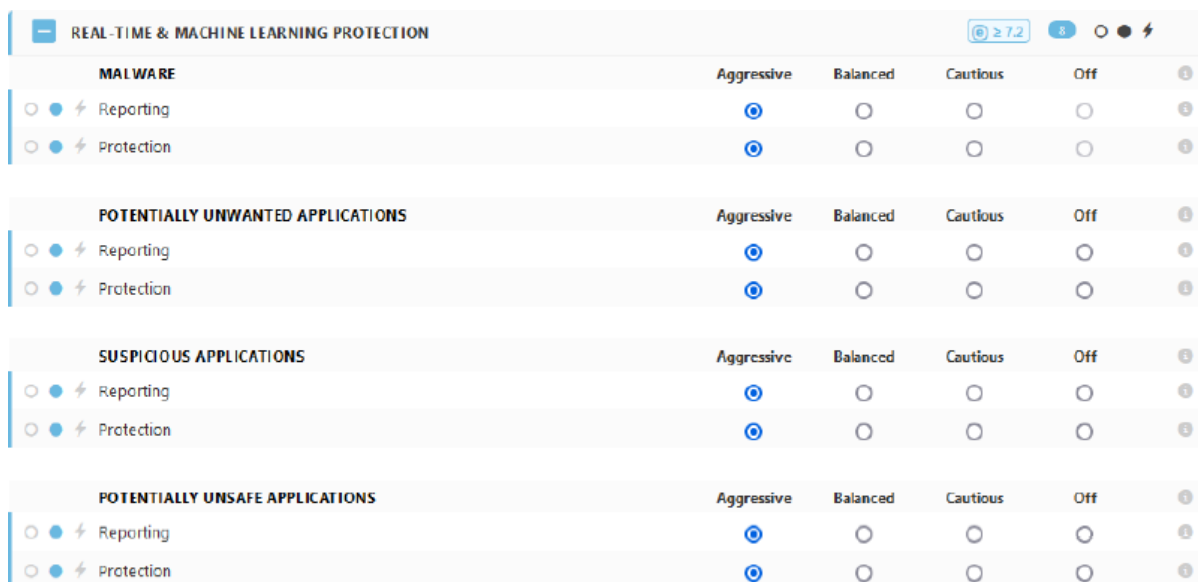 REAL-TIME & MACHINE LEARNING PROTECTION ≥ 7.2 8
MALWARE Aggressive Balanced Cautious Off
Reporting
Protection
POTENTIALLY UNWANTED APPLICATIONS Aggressive Balanced Cautious Off
Reporting
Protection
SUSPICIOUS APPLICATIONS Aggressive Balanced Cautious Off
Reporting
Protection
POTENTIALLY UNSAFE APPLICATIONS Aggressive Balanced Cautious Off
Reporting
Protection